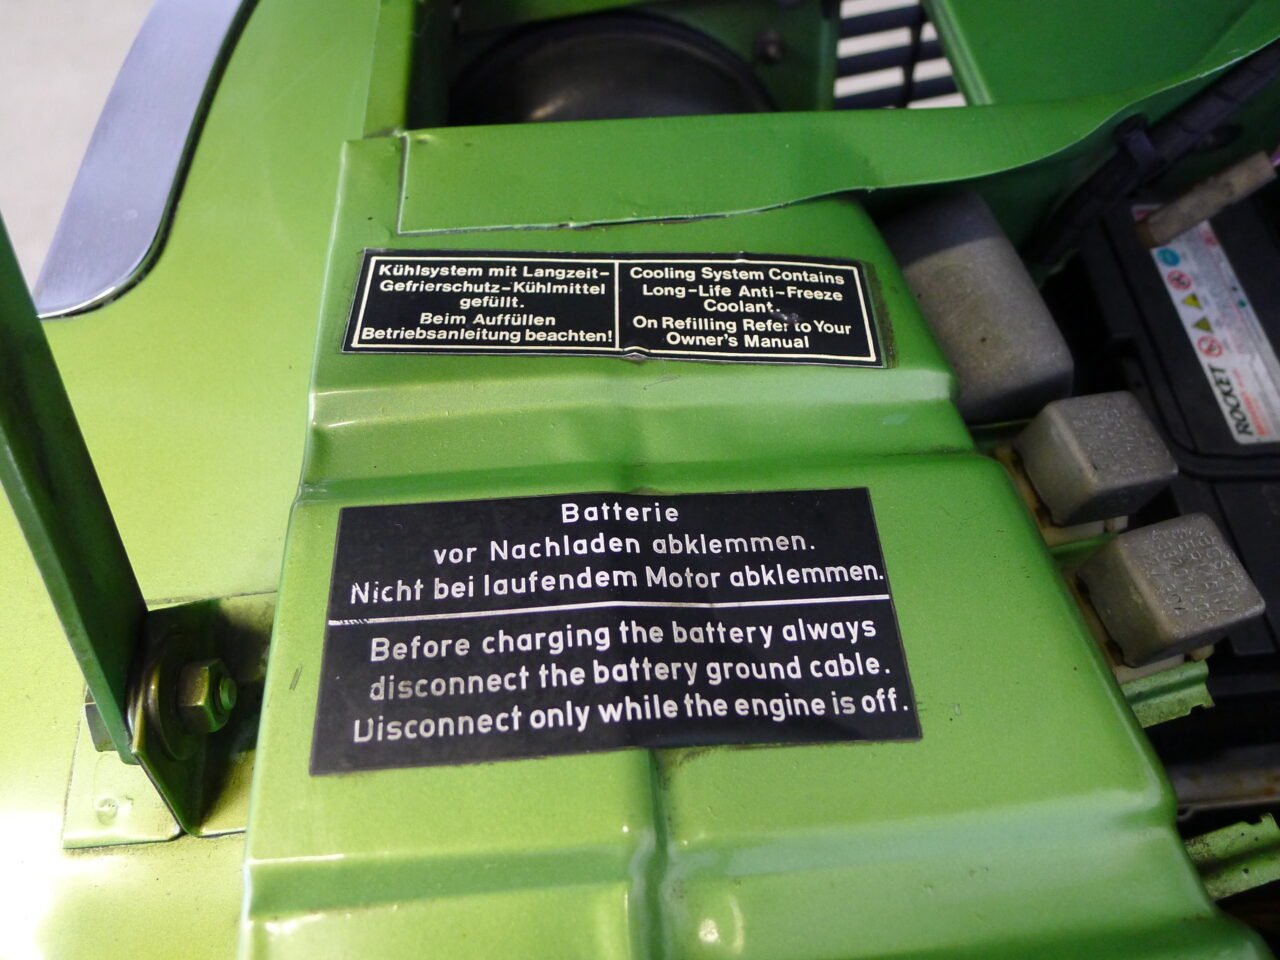 Kühlsystem mit Langzeit-
Gefrierschutz-Kühlmittel
gefüllt.
Beim Auffüllen
Betriebsanleitung beachten!
Cooling System Contains
Long-Life Anti-Freeze
Coolant.
On Refilling Refer to Your
Owner's Manual
Batterie
vor Nachladen abklemmen.
Nicht bei laufendem Motor abklemmen.
Before charging the battery always
disconnect the battery ground cable.
Disconnect only while the engine is off.
ROCKET